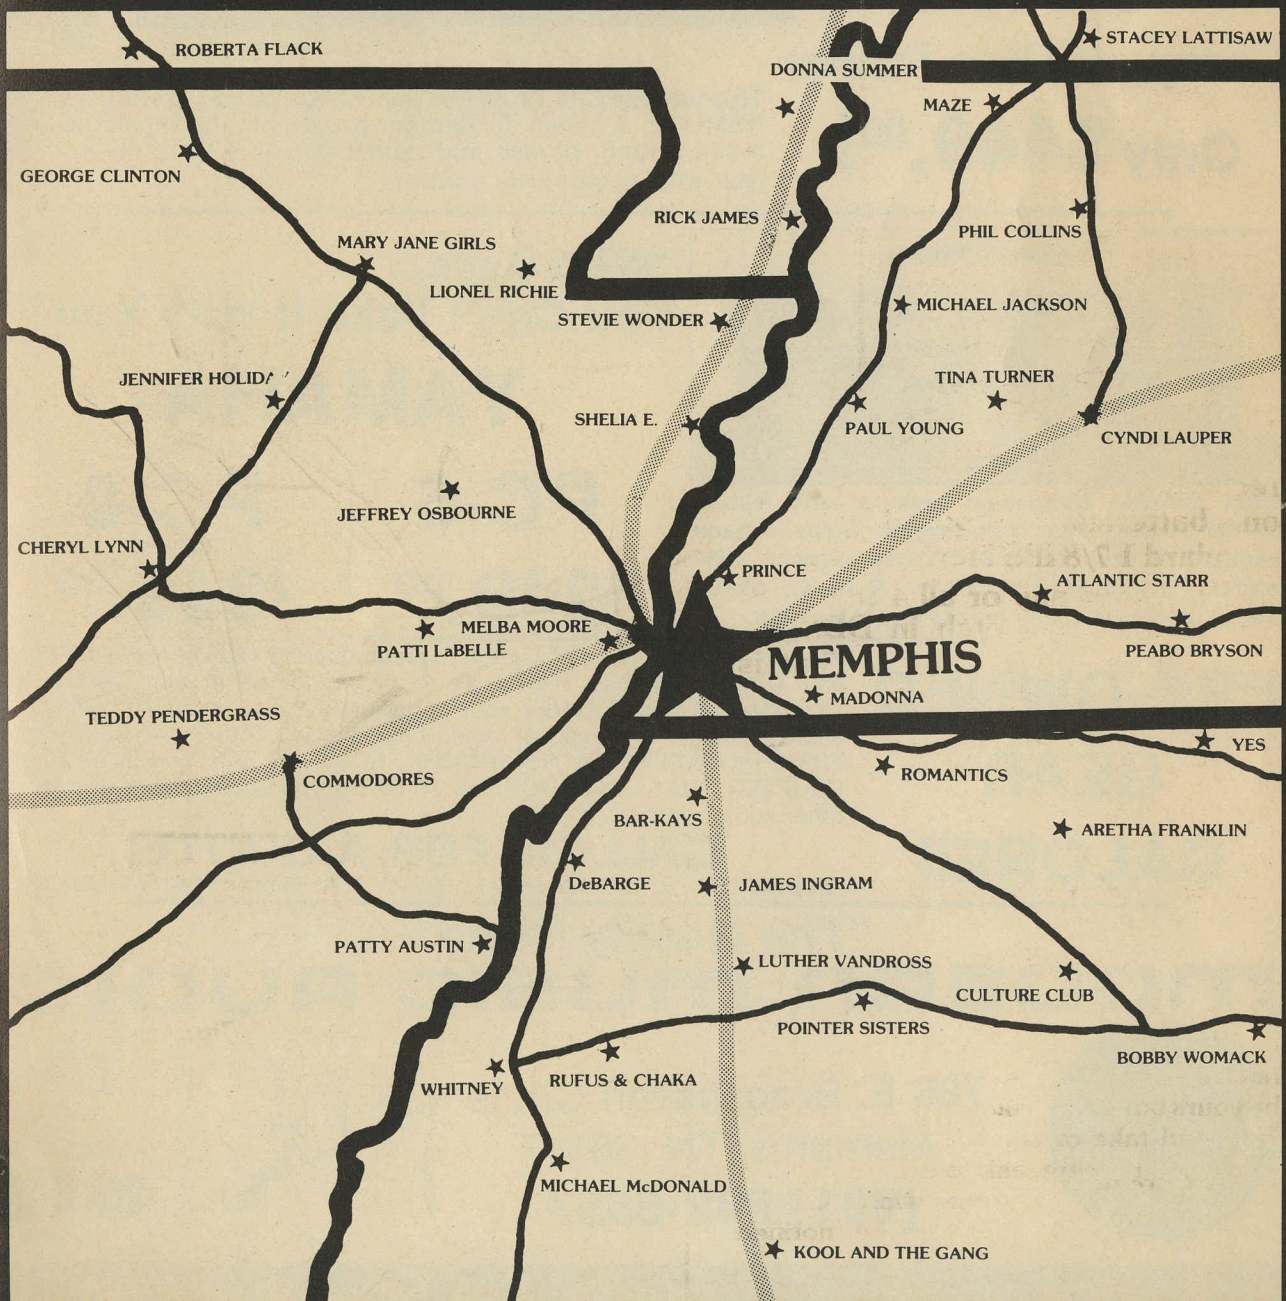 ROBERTA FLACK
STACEY LATTISAW
DONNA SUMMER
MAZE
GEORGE CLINTON
RICK JAMES
PHIL COLLINS
MARY JANE GIRLS
LIONEL RICHIE
MICHAEL JACKSON
STEVIE WONDER
JENNIFER HOLIDA
TINA TURNER
SHELIA E.
PAUL YOUNG
CYNDI LAUPER
JEFFREY OSBOURNE
CHERYL LYNN
PRINCE
ATLANTIC STARR
MELBA MOORE
PATTI LaBELLE
PEABO BRYSON
MEMPHIS
MADONNA
TEDDY PENDERGRASS
YES
COMMODORES
ROMANTICS
BAR-KAYS
ARETHA FRANKLIN
DeBARGE
JAMES INGRAM
PATTY AUSTIN
LUTHER VANDROSS
CULTURE CLUB
POINTER SISTERS
BOBBY WOMACK
WHITNEY
RUFUS & CHAKA
MICHAEL McDONALD
KOOL AND THE GANG